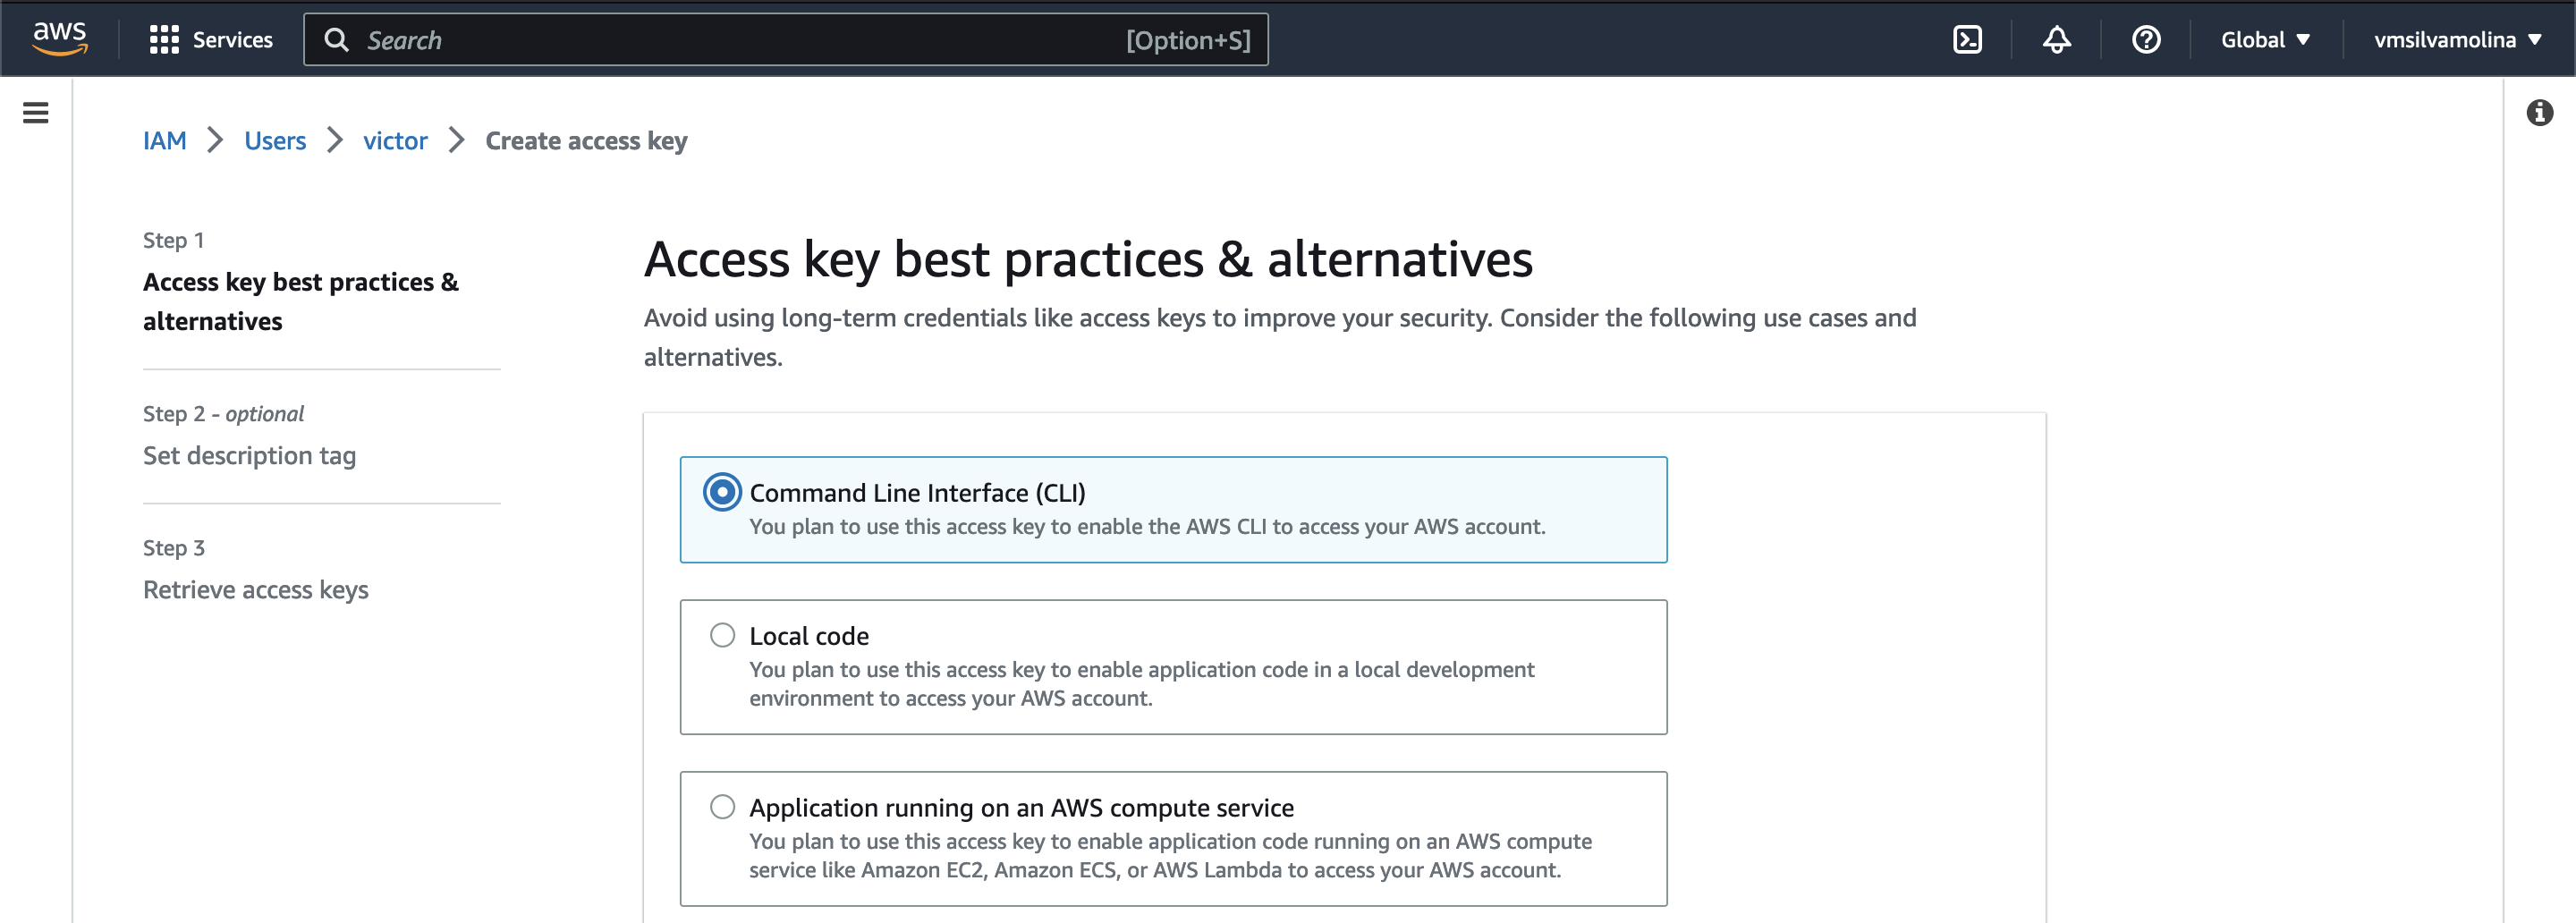 aws
Services
Search
[Option+S]
Global
vmsilvamolina
IAM
Users
victor
Create access key
Step 1
Access key best practices &
alternatives
Step 2 - optional
Set description tag
Step 3
Retrieve access keys
Access key best practices & alternatives
Avoid using long-term credentials like access keys to improve your security. Consider the following use cases and
alternatives.
Command Line Interface (CLI)
You plan to use this access key to enable the AWS CLI to access your AWS account.
Local code
You plan to use this access key to enable application code in a local development
environment to access your AWS account.
Application running on an AWS compute service
You plan to use this access key to enable application code running on an AWS compute
service like Amazon EC2, Amazon ECS, or AWS Lambda to access your AWS account.